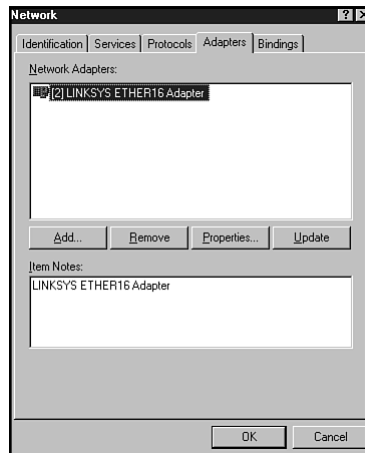 Network
Identification Services Protocols Adapters Bindings
Network Adapters:
[2] LINKSYS ETHER16 Adapter
Add... Remove Properties... Update
Item Notes:
LINKSYS ETHER16 Adapter
OK Cancel